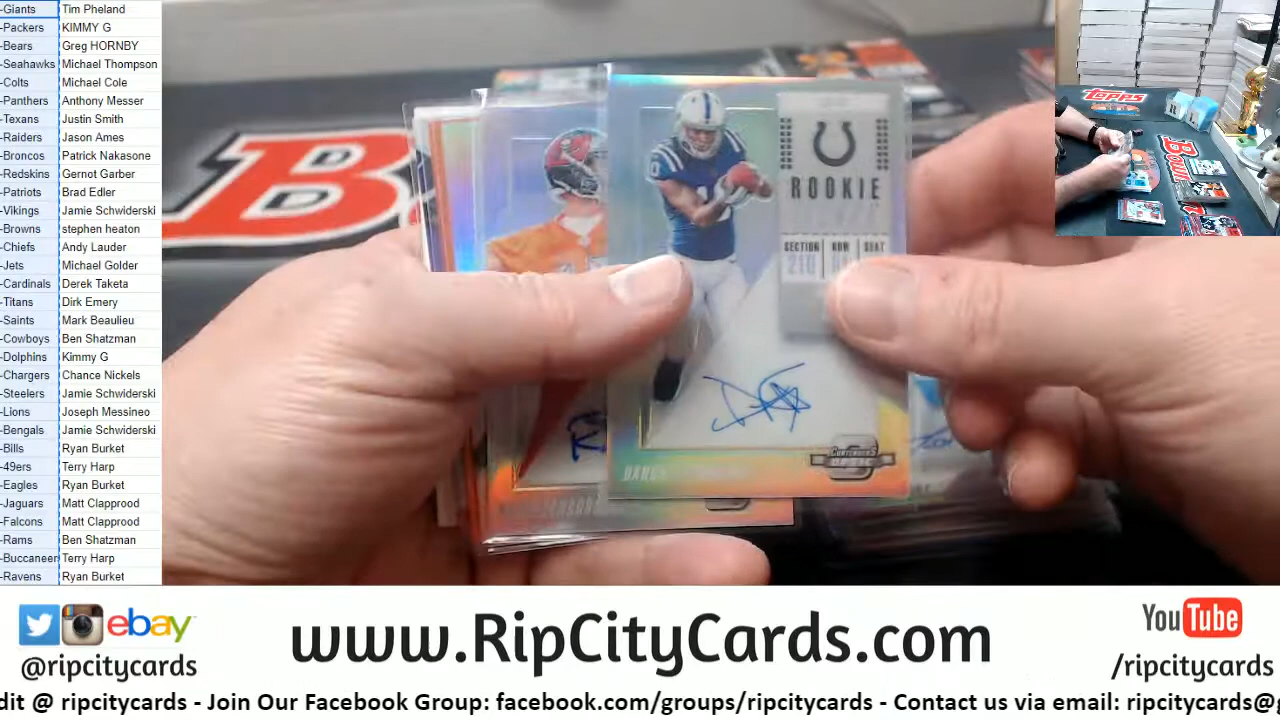 -Giants Tim Pheland
-Packers KIMMY G
-Bears Greg HORNBY
-Seahawks Michael Thompson
-Colts Michael Cole
-Panthers Anthony Messer
-Texans Justin Smith
-Raiders Jason Ames
-Broncos Patrick Nakasone
-Redskins Gernot Garber
-Patriots Brad Edler
-Vikings Jamie Schwiderski
-Browns stephen heaton
-Chiefs Andy Lauder
-Jets Michael Golder
-Cardinals Derek Taketa
-Titans Dirk Emery
-Saints Mark Beaulieu
-Cowboys Ben Shatzman
-Dolphins Kimmy G
-Chargers Chance Nickels
-Steelers Jamie Schwiderski
-Lions Joseph Messineo
-Bengals Jamie Schwiderski
-Bills Ryan Burket
-49ers Terry Harp
-Eagles Ryan Burket
-Jaguars Matt Clapprood
-Falcons Matt Clapprood
-Rams Ben Shatzman
-Buccaneer Terry Harp
-Ravens Ryan Burket
B
ROOKIE
SECTION ROW SEAT
210
CONTENDERS
OPTIC
Topps
Bow
ebay
@ripcitycards
www.RipCityCards.com
YouTube
/ripcitycards
dit @ ripcitycards - Join Our Facebook Group: facebook.com/groups/ripcitycards - Contact us via email: ripcitycards@g